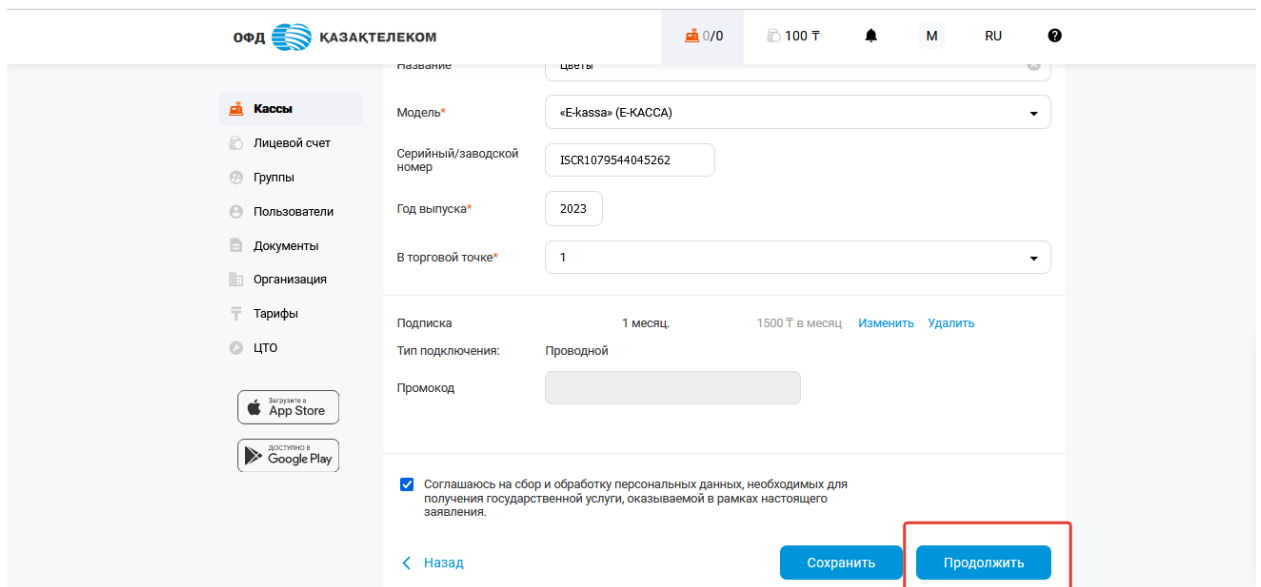 ОФД ҚАЗАҚТЕЛЕКОМ
0/0
100 ₸
M
RU
?
Кассы
Лицевой счет
Группы
Пользователи
Документы
Организация
Тарифы
ЦТО
Загрузите в
App Store
ДОСТУПНО В
Google Play
Название Цветы
Модель* «E-kassa» (E-КАССА)
Серийный/заводской
номер
ISCR1079544045262
Год выпуска* 2023
В торговой точке* 1
Подписка 1 месяц. 1500 ₸ в месяц Изменить Удалить
Тип подключения: Проводной
Промокод
Соглашаюсь на сбор и обработку персональных данных, необходимых для
получения государственной услуги, оказываемой в рамках настоящего
заявления.
Назад Сохранить Продолжить